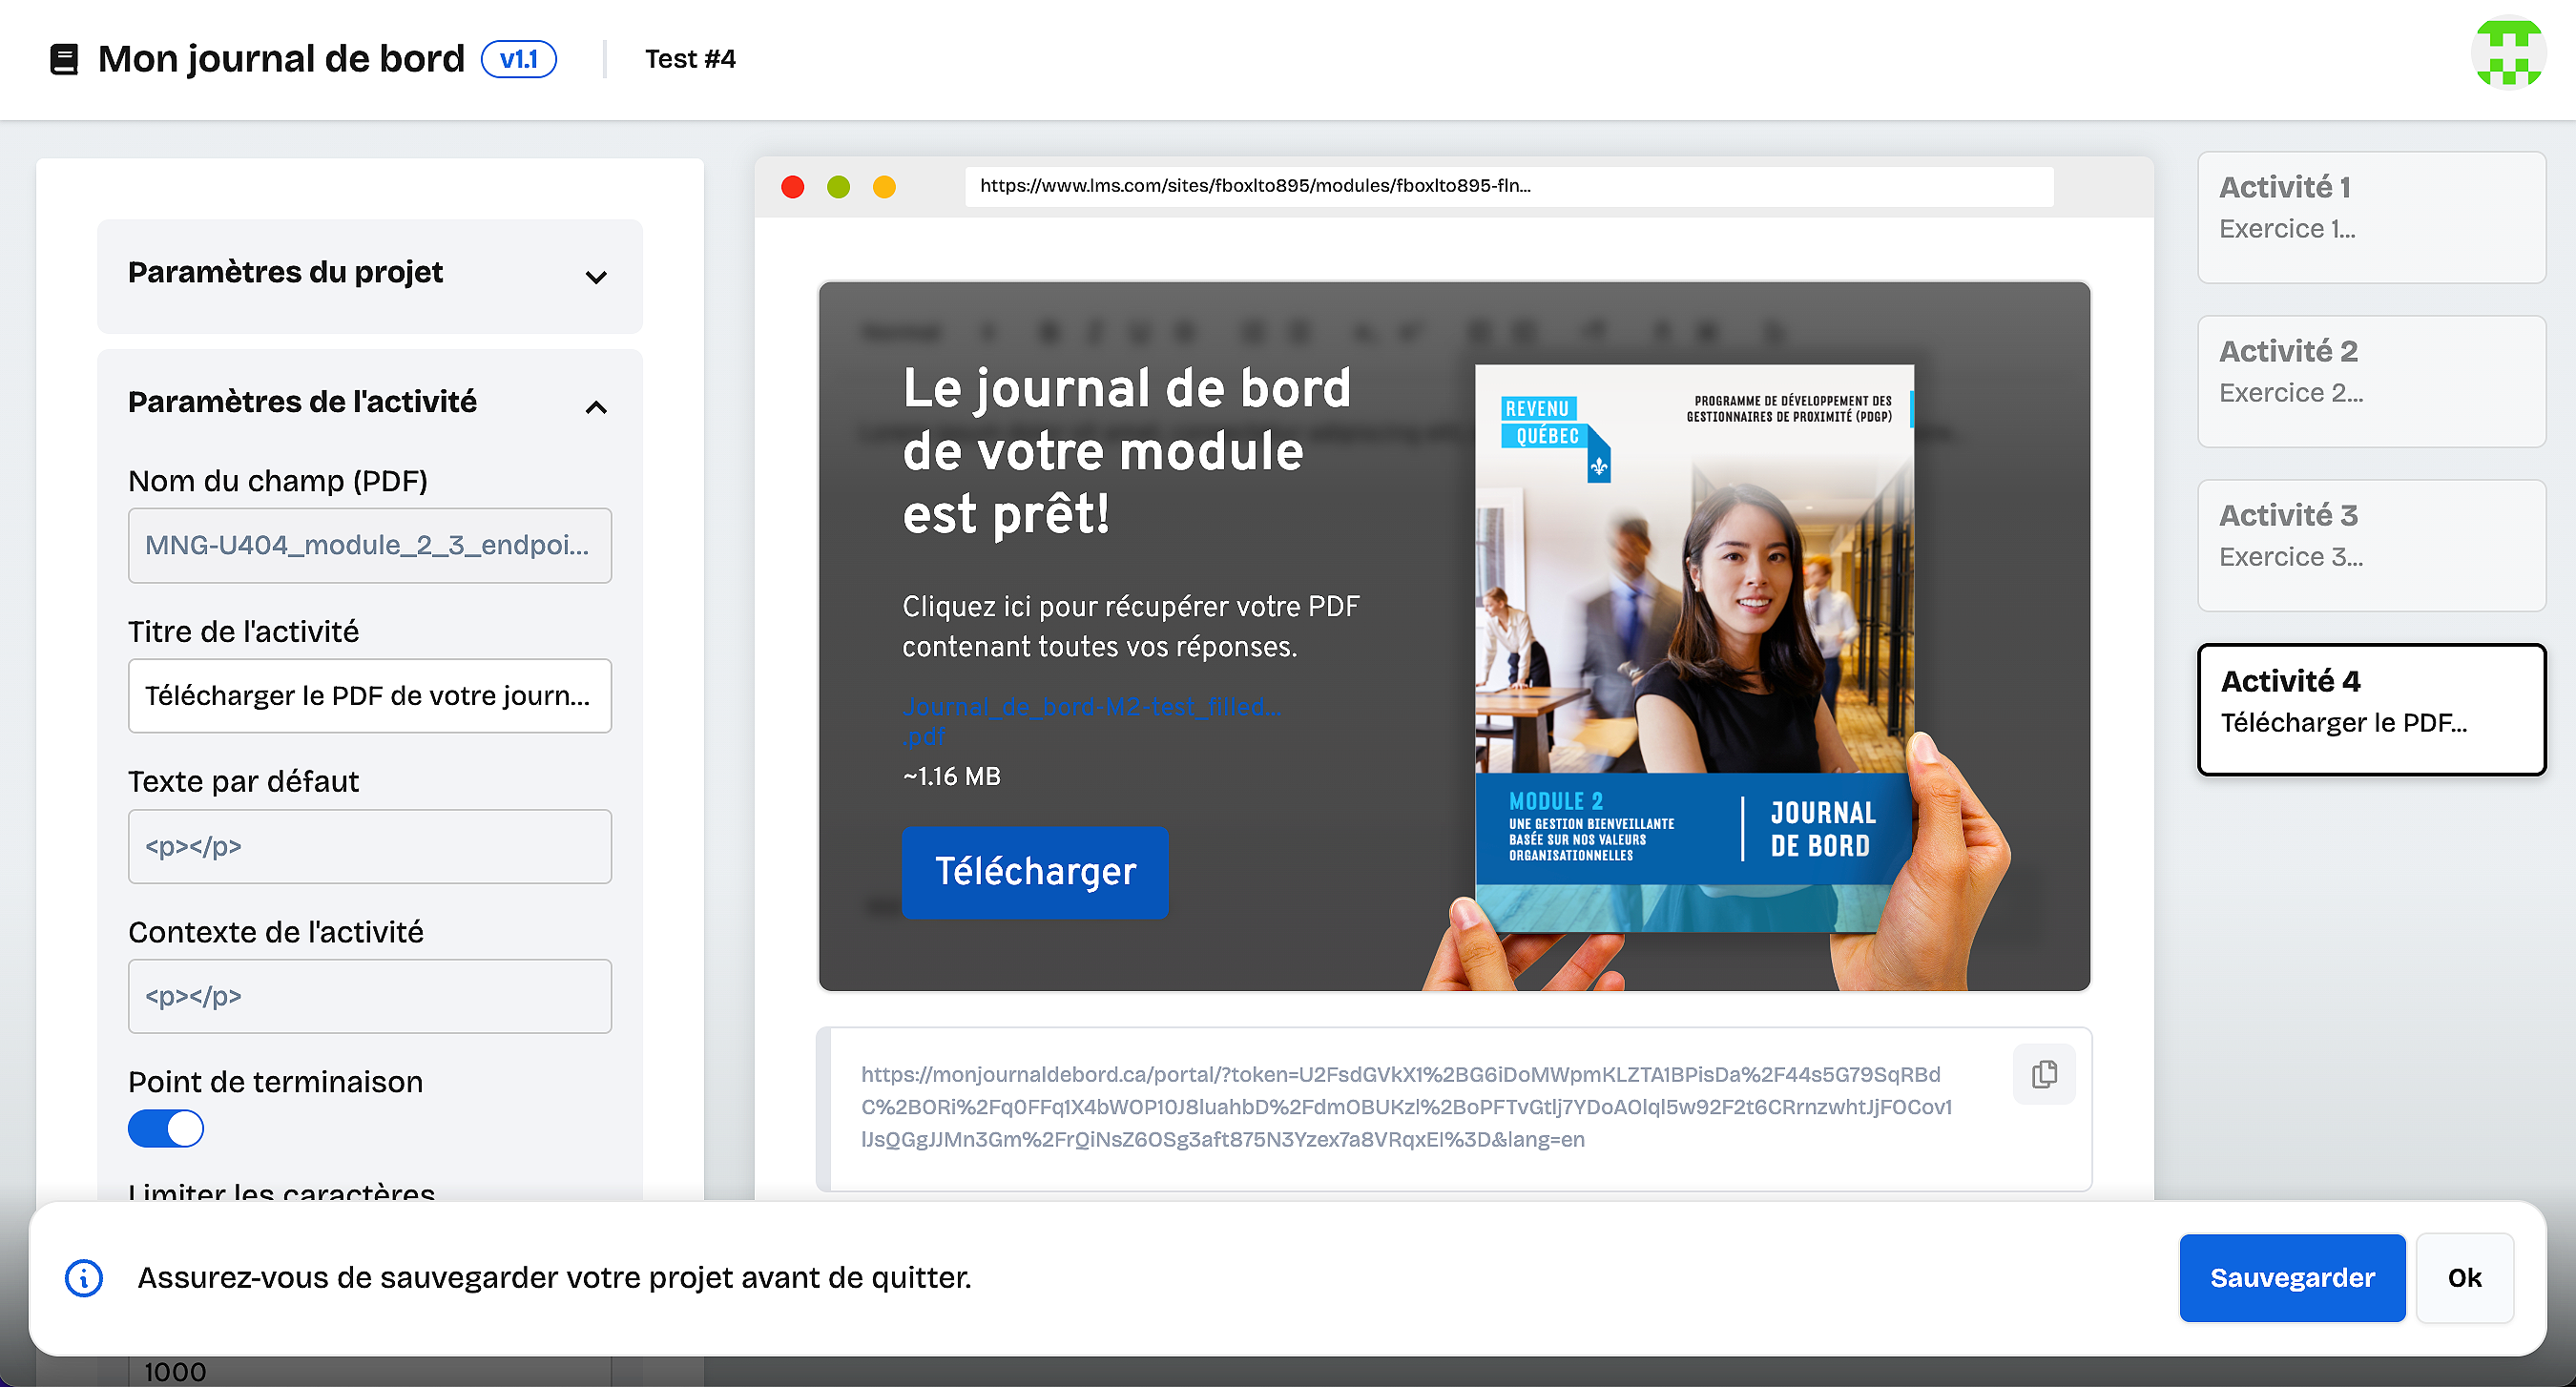 Mon journal de bord
v1.1
Test #4
Paramètres du projet
Paramètres de l'activité
Nom du champ (PDF)
MNG-U404_module_2_3_endpoi...
Titre de l'activité
Télécharger le PDF de votre journ...
Texte par défaut
<p></p>
Contexte de l'activité
<p></p>
Point de terminaison
Limiter les caractères
1000
https://www.lms.com/sites/fboxlto895/modules/fboxlto895-fln...
Normal
Le journal de bord
de votre module
est prêt!
Cliquez ici pour récupérer votre PDF
contenant toutes vos réponses.
Journal_de_bord-M2-test_filled...
.pdf
~1.16 MB
Télécharger
REVENU
QUÉBEC
PROGRAMME DE DÉVELOPPEMENT DES
GESTIONNAIRES DE PROXIMITÉ (PDGP)
MODULE 2
UNE GESTION BIENVEILLANTE
BASÉE SUR NOS VALEURS
ORGANISATIONNELLES
JOURNAL
DE BORD
https://monjournaldebord.ca/portal/?token=U2FsdGVkX1%2BG6iDoMWpmKLZTA1BPisDa%2F44s5G79SqRBd
C%2BORi%2Fq0FFq1X4bWOP10J8luahbD%2FdmOBUKzl%2BoPFTvGtlj7YDoAOlql5w92F2t6CRrnzwhtJjFOCov1
lJsQGgJJMn3Gm%2FrQiNsZ6OSg3aft875N3Yzex7a8VRqxEI%3D&lang=en
Activité 1
Exercice 1...
Activité 2
Exercice 2...
Activité 3
Exercice 3...
Activité 4
Télécharger le PDF...
Assurez-vous de sauvegarder votre projet avant de quitter.
Sauvegarder
Ok